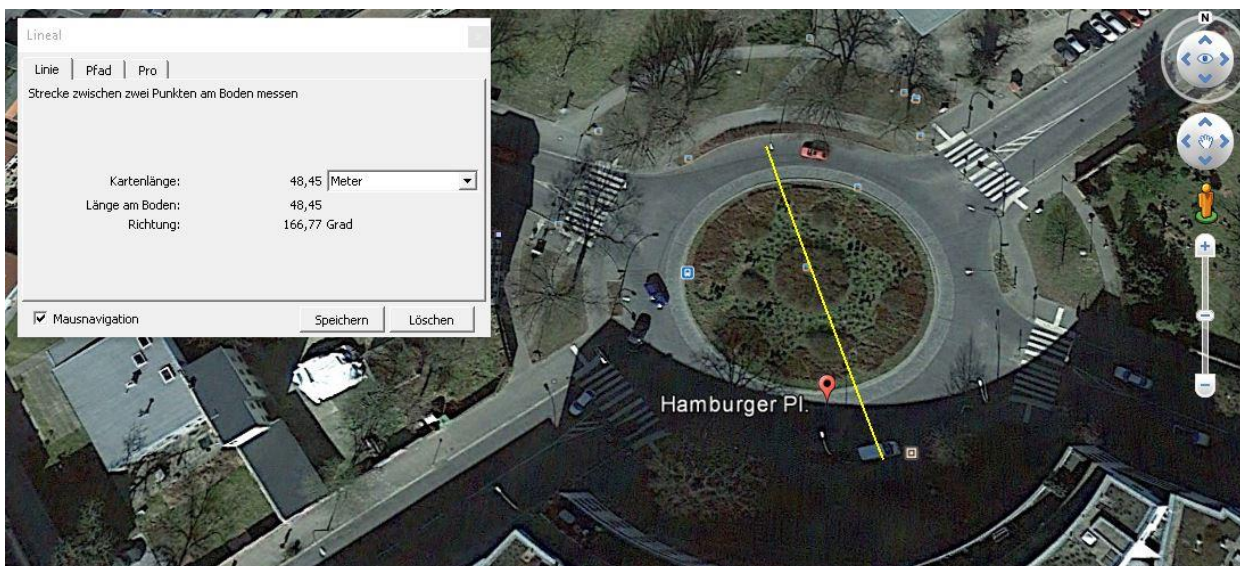 Lineal
Linie Pfad Pro
Strecke zwischen zwei Punkten am Boden messen
Kartenlänge: 48,45 Meter
Länge am Boden: 48,45
Richtung: 166,77 Grad
Mausnavigation Speichern Löschen
N
Hamburger Pl.